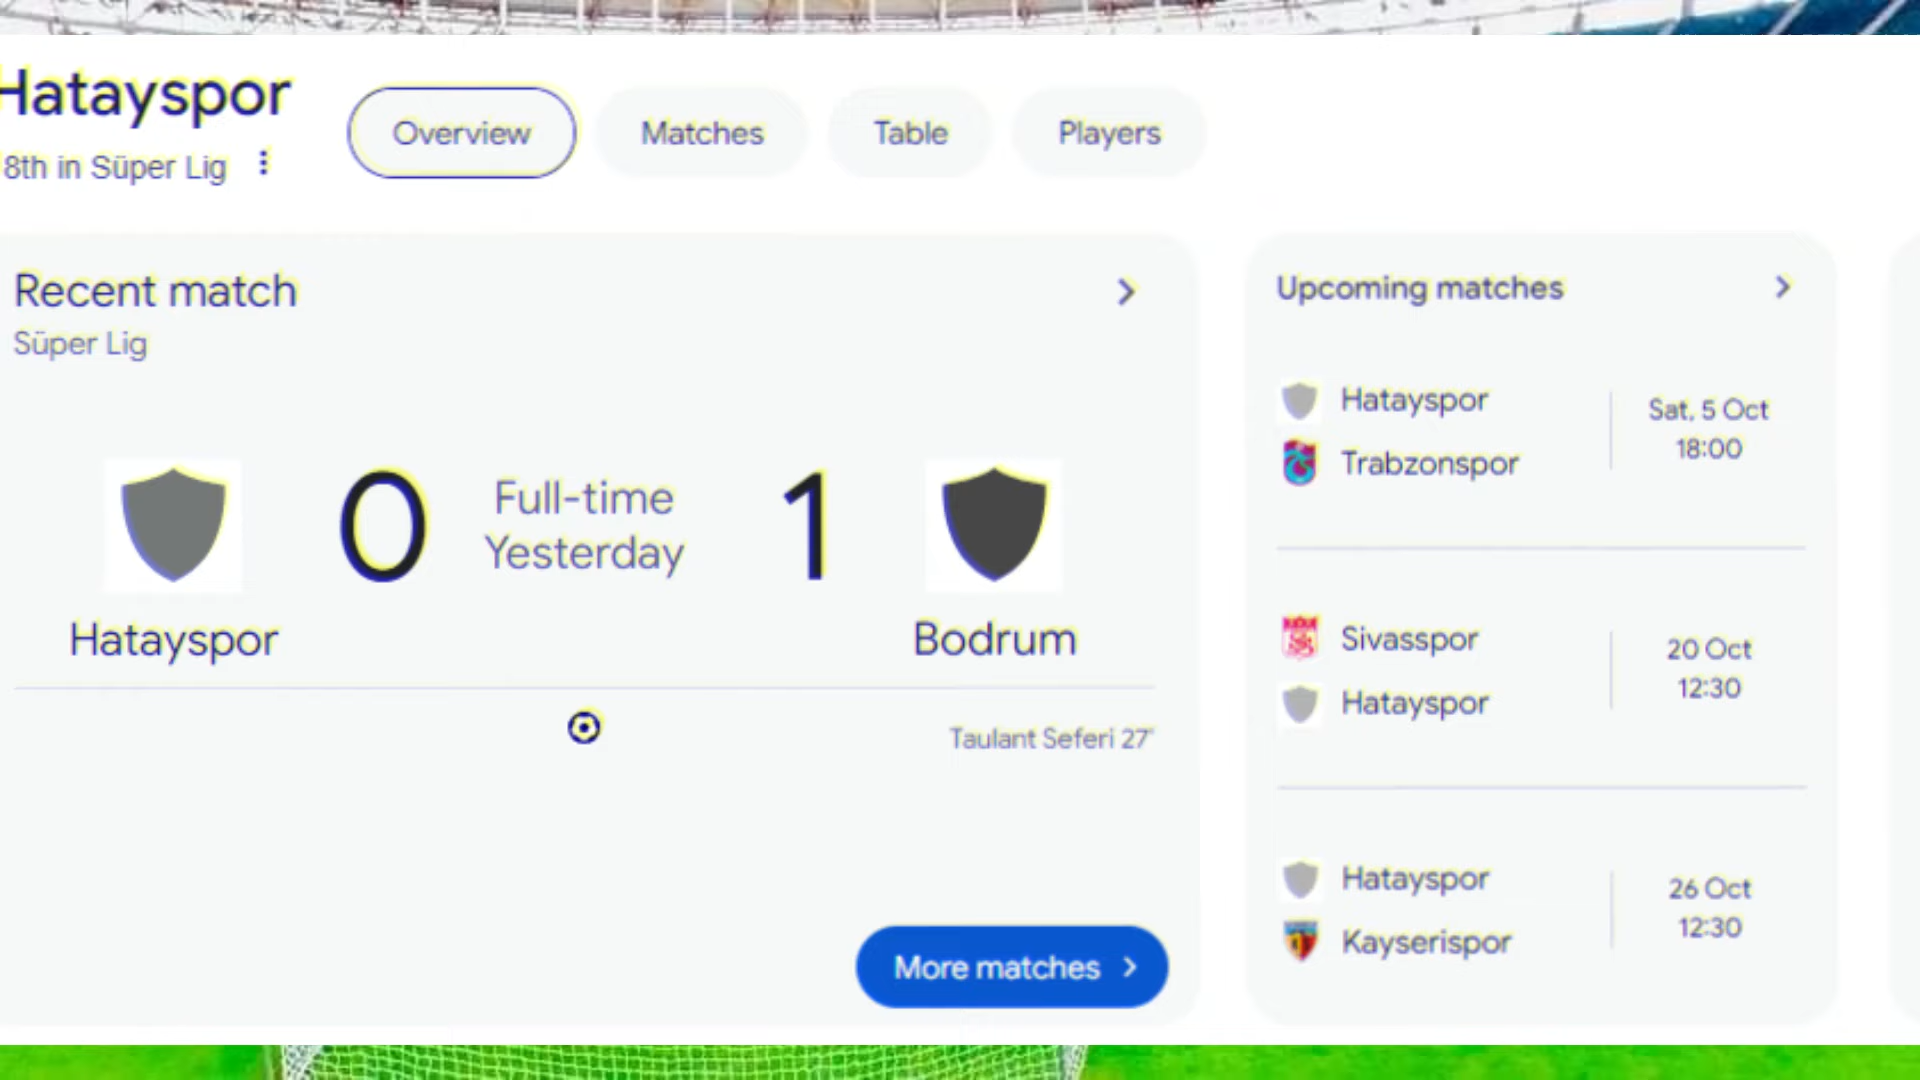 Hatayspor
8th in Süper Lig
Overview
Matches
Table
Players
Recent match
Süper Lig
0
Full-time
Yesterday
1
Hatayspor
Bodrum
Taulant Seferi 27'
More matches
Upcoming matches
Hatayspor
Trabzonspor
Sat, 5 Oct
18:00
Sivasspor
Hatayspor
20 Oct
12:30
Hatayspor
Kayserispor
26 Oct
12:30